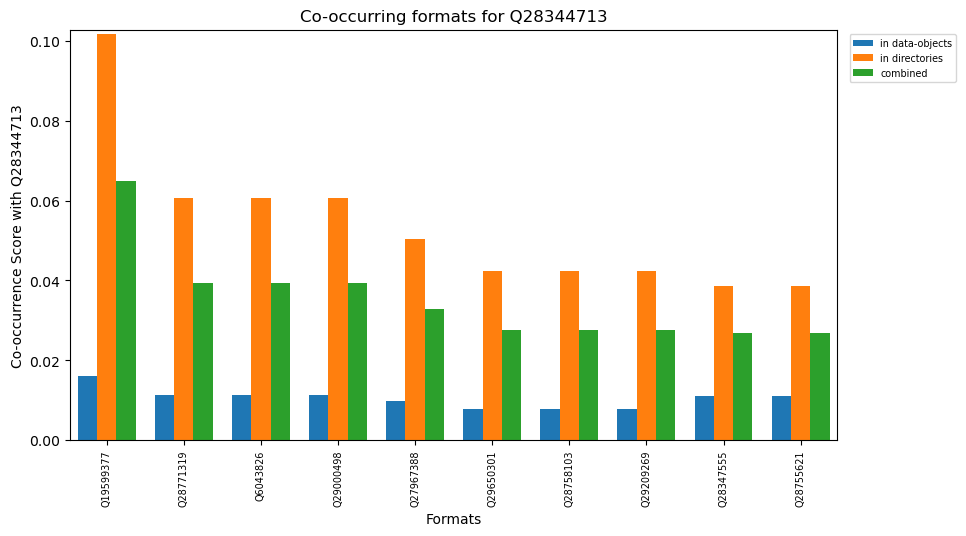 Co-occurring formats for Q28344713
in data-objects
in directories
combined
Co-occurrence Score with Q28344713
0.10
0.08
0.06
0.04
0.02
0.00
Q19599377
Q28771319
Q6043826
Q29000498
Q27967388
Q29650301
Q28758103
Q29209269
Q28347555
Q28755621
Formats